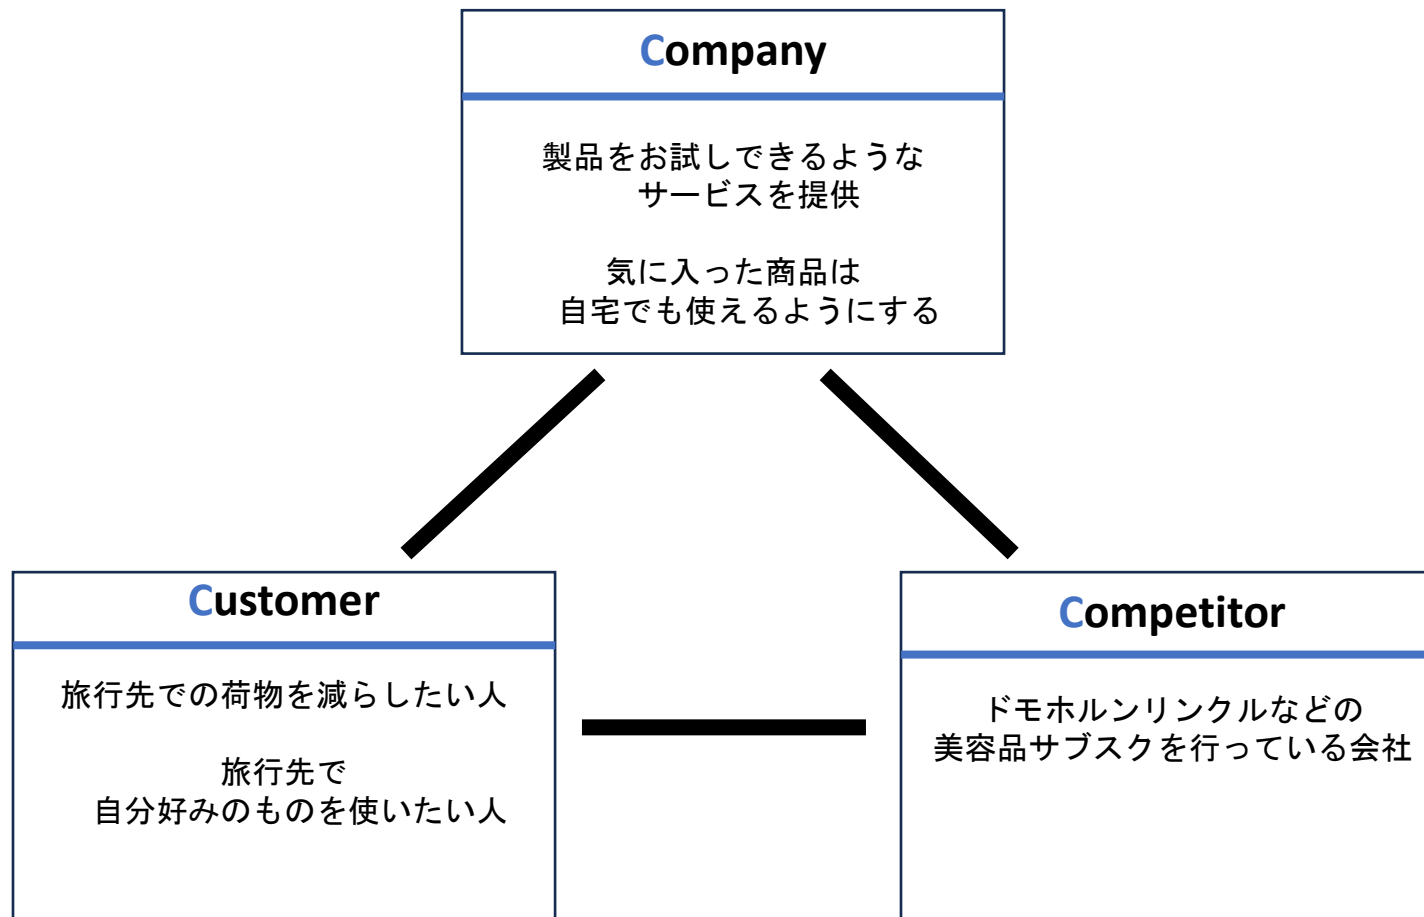 Company
製品をお試しできるような
サービスを提供
気に入った商品は
自宅でも使えるようにする
Customer
旅行先での荷物を減らしたい人
旅行先で
自分好みのものを使いたい人
Competitor
ドモホルンリンクルなどの
美容品サブスクを行っている会社